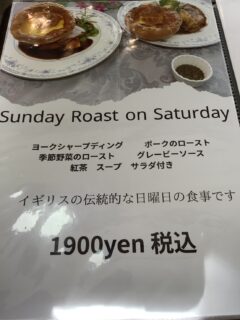 Sunday Roast on Saturday
ヨークシャープディング　ポークのロースト
季節野菜のロースト　グレービーソース
紅茶　スープ　サラダ付き
イギリスの伝統的な日曜日の食事です
1900yen 税込